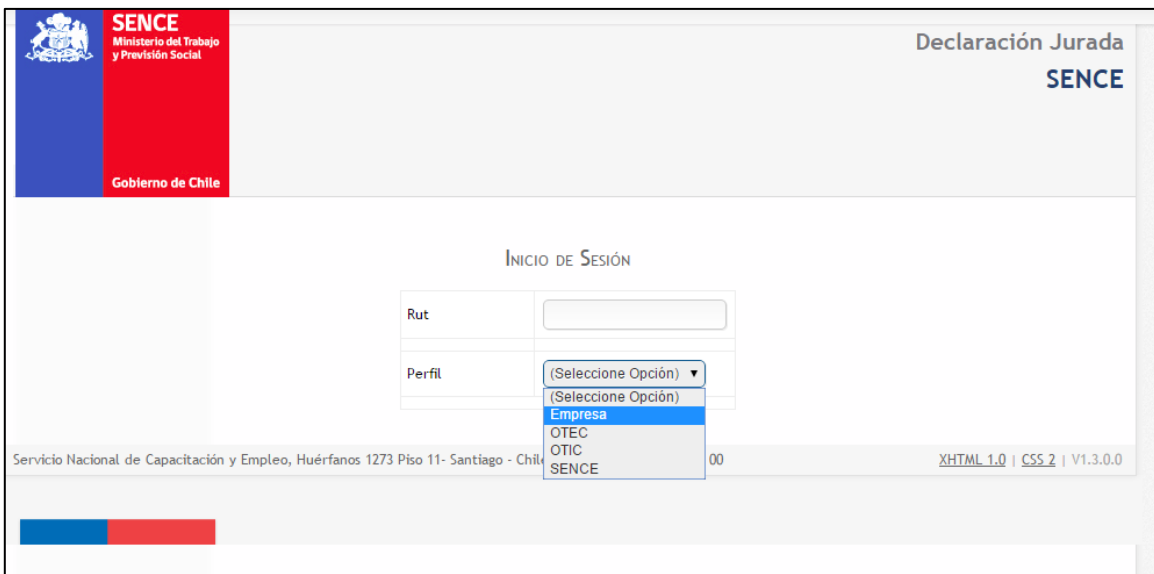 SENCE
Ministerio del Trabajo
y Previsión Social
Gobierno de Chile
Declaración Jurada
SENCE
Inicio de Sesión
Rut
Perfil
(Seleccione Opción)
(Seleccione Opción)
Empresa
OTEC
OTIC
SENCE
Servicio Nacional de Capacitación y Empleo, Huérfanos 1273 Piso 11- Santiago - Chil 00
XHTML 1.0 | CSS 2 | V1.3.0.0